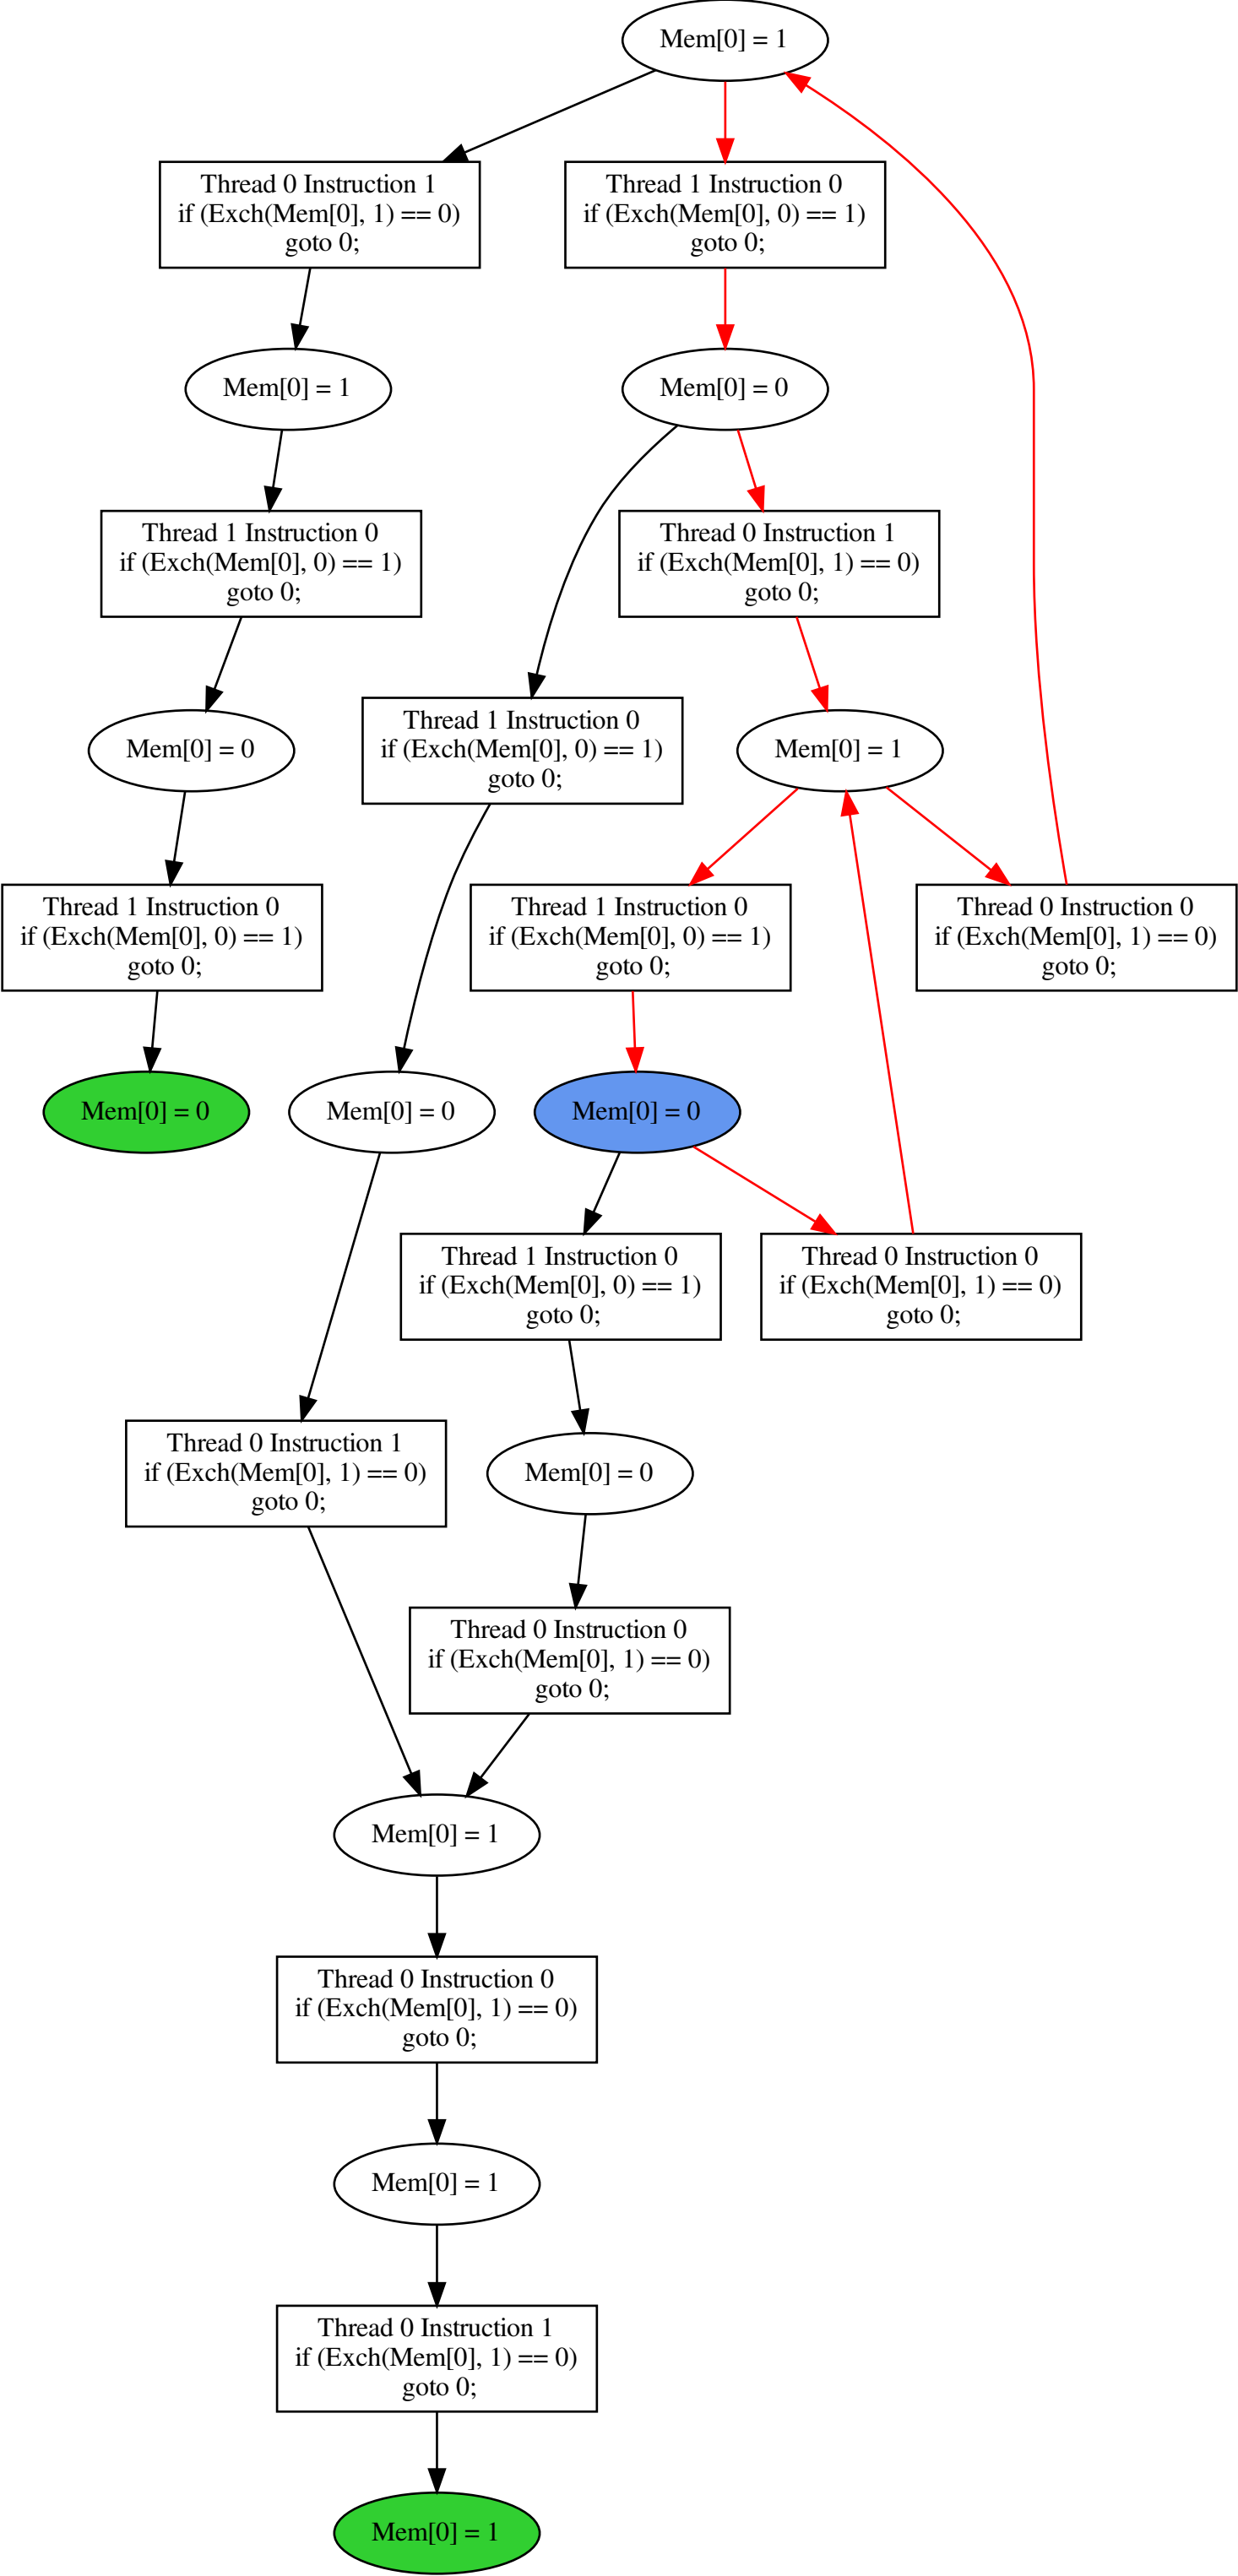 Mem[0] = 1
Thread 0 Instruction 1
if (Exch(Mem[0], 1) == 0)
goto 0;
Thread 1 Instruction 0
if (Exch(Mem[0], 0) == 1)
goto 0;
Mem[0] = 1
Mem[0] = 0
Thread 1 Instruction 0
if (Exch(Mem[0], 0) == 1)
goto 0;
Thread 0 Instruction 1
if (Exch(Mem[0], 1) == 0)
goto 0;
Mem[0] = 0
Thread 1 Instruction 0
if (Exch(Mem[0], 0) == 1)
goto 0;
Mem[0] = 1
Thread 1 Instruction 0
if (Exch(Mem[0], 0) == 1)
goto 0;
Thread 1 Instruction 0
if (Exch(Mem[0], 0) == 1)
goto 0;
Thread 0 Instruction 0
if (Exch(Mem[0], 1) == 0)
goto 0;
Mem[0] = 0
Mem[0] = 0
Mem[0] = 0
Thread 1 Instruction 0
if (Exch(Mem[0], 0) == 1)
goto 0;
Thread 0 Instruction 0
if (Exch(Mem[0], 1) == 0)
goto 0;
Thread 0 Instruction 1
if (Exch(Mem[0], 1) == 0)
goto 0;
Mem[0] = 0
Thread 0 Instruction 0
if (Exch(Mem[0], 1) == 0)
goto 0;
Mem[0] = 1
Thread 0 Instruction 0
if (Exch(Mem[0], 1) == 0)
goto 0;
Mem[0] = 1
Thread 0 Instruction 1
if (Exch(Mem[0], 1) == 0)
goto 0;
Mem[0] = 1